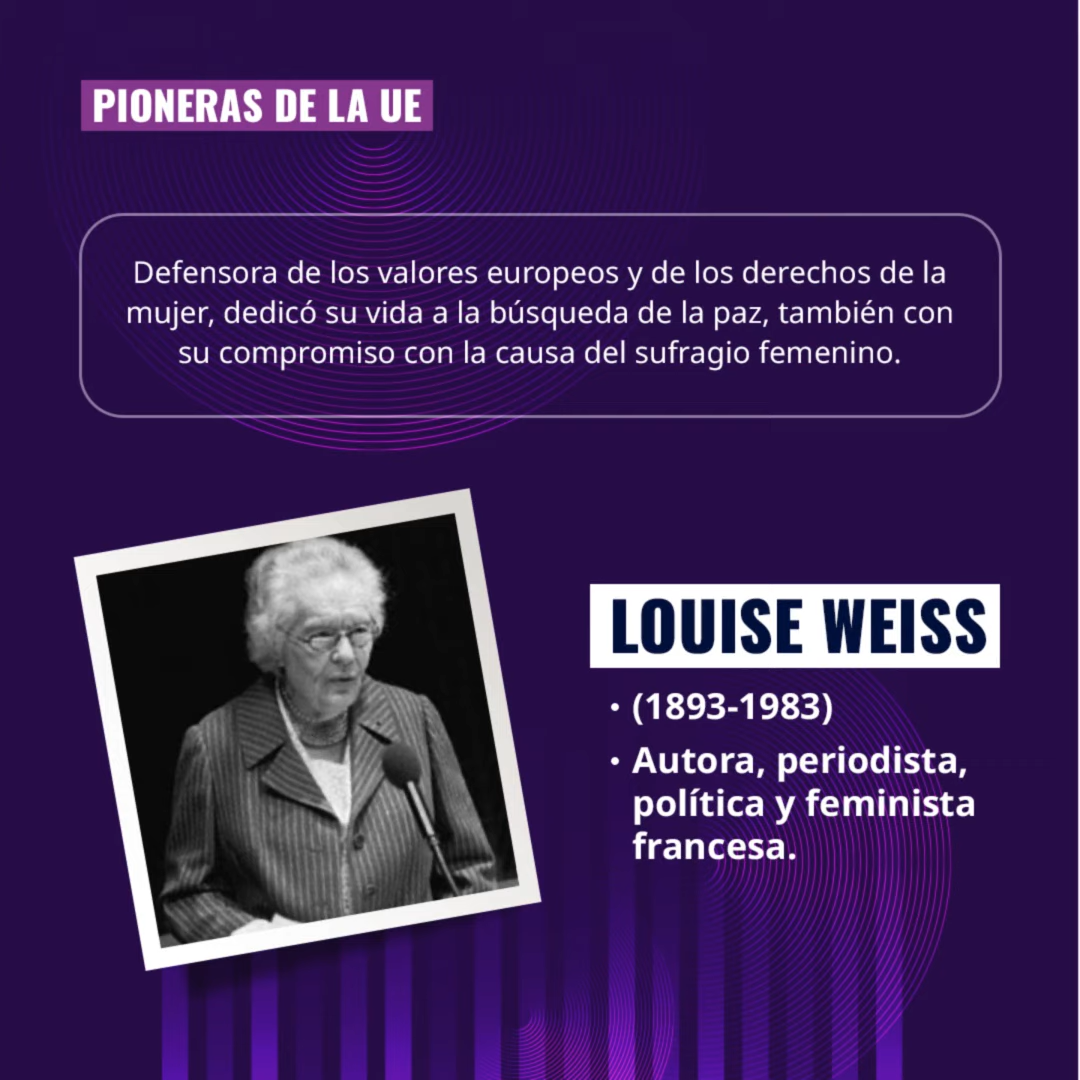 PIONERAS DE LA UE
Defensora de los valores europeos y de los derechos de la
mujer, dedicó su vida a la búsqueda de la paz, también con
su compromiso con la causa del sufragio femenino.
LOUISE WEISS
• (1893-1983)
• Autora, periodista,
política y feminista
francesa.